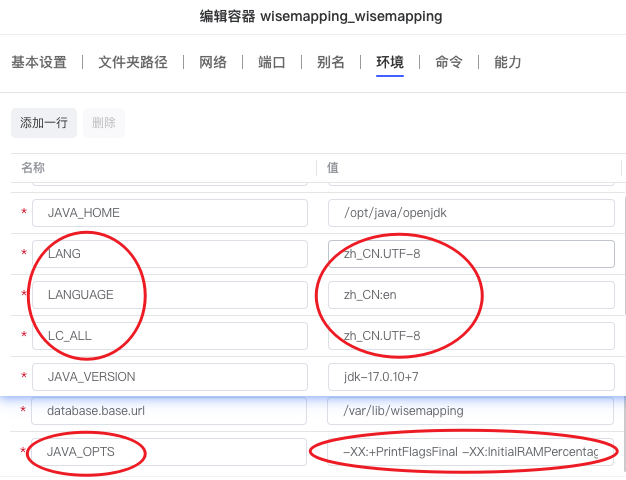 编辑容器 wisemapping_wisemapping
基本设置 | 文件夹路径 | 网络 | 端口 | 别名 | 环境 | 命令 | 能力
添加一行 删除
名称 值
* JAVA_HOME /opt/java/openjdk
* LANG zh_CN.UTF-8
* LANGUAGE zh_CN:en
* LC_ALL zh_CN.UTF-8
* JAVA_VERSION jdk-17.0.10+7
* database.base.url /var/lib/wisemapping
* JAVA_OPTS -XX:+PrintFlagsFinal -XX:InitialRAMPercentag